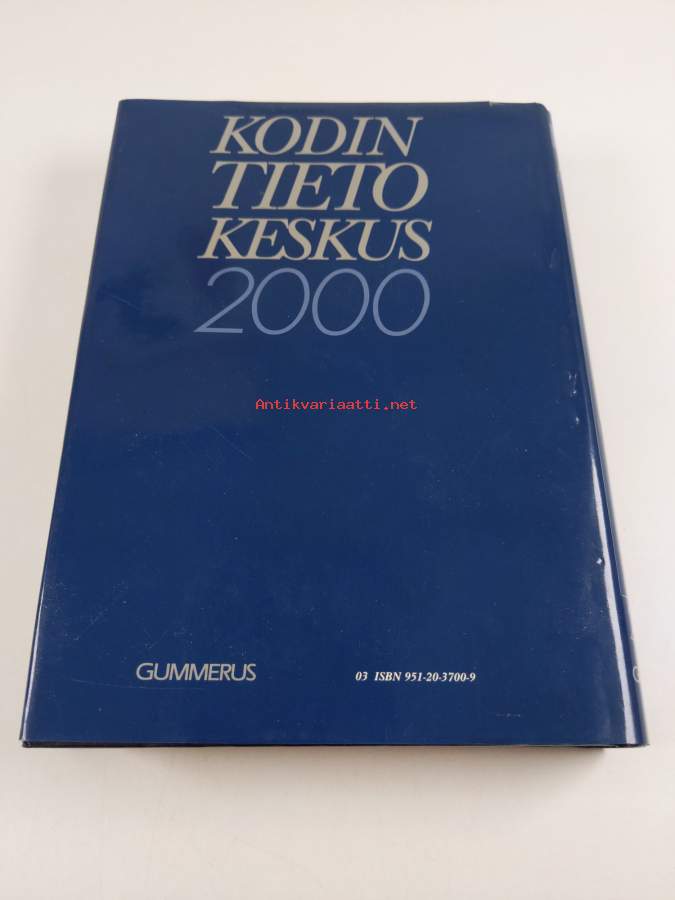 KODIN
TIETO
KESKUS
2000
Antikvariaatti.net
GUMMERUS
03 ISBN 951-20-3700-9